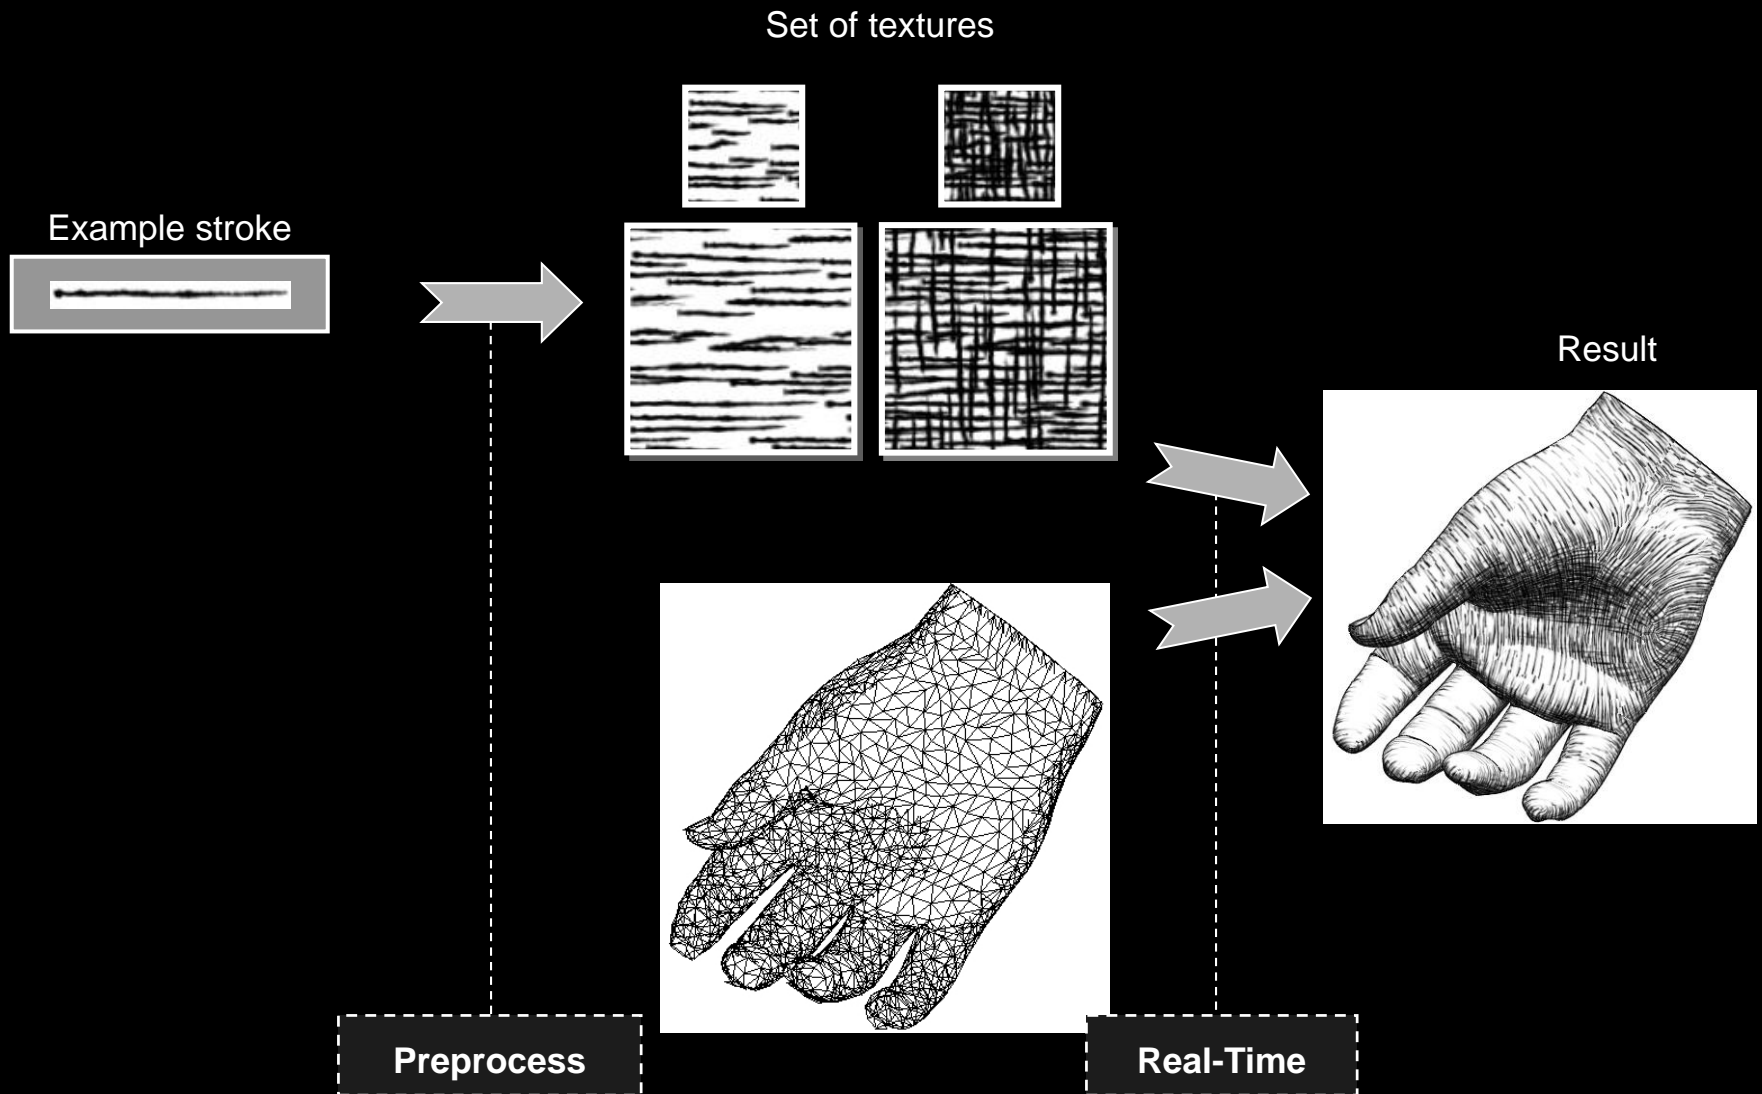 Set of textures
Example stroke
Result
Preprocess
Real-Time